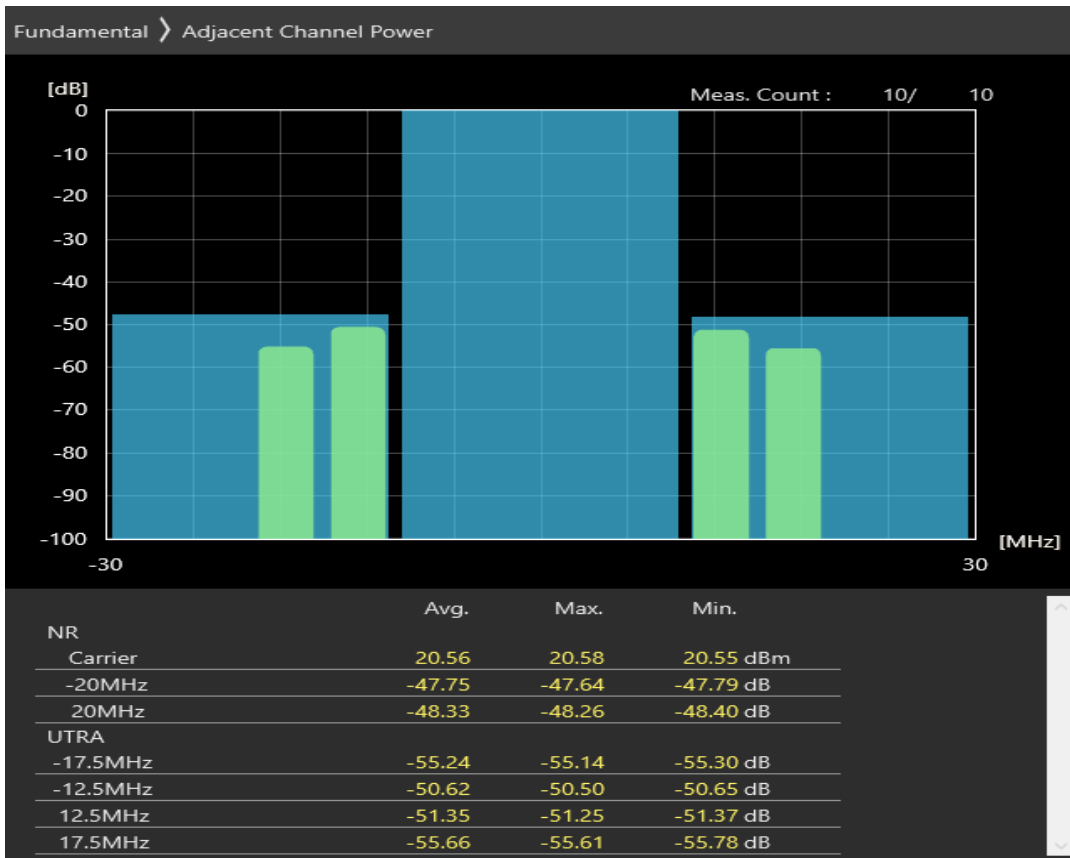 Fundamental 〉 Adjacent Channel Power
[dB]
Meas. Count : 10/ 10
0
-10
-20
-30
-40
-50
-60
-70
-80
-90
-100
[MHz]
-30 30
Avg. Max. Min.
NR
Carrier 20.56 20.58 20.55 dBm
-20MHz -47.75 -47.64 -47.79 dB
20MHz -48.33 -48.26 -48.40 dB
UTRA
-17.5MHz -55.24 -55.14 -55.30 dB
-12.5MHz -50.62 -50.50 -50.65 dB
12.5MHz -51.35 -51.25 -51.37 dB
17.5MHz -55.66 -55.61 -55.78 dB